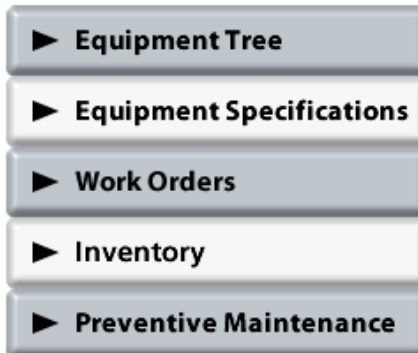 Equipment Tree
Equipment Specifications
Work Orders
Inventory
Preventive Maintenance